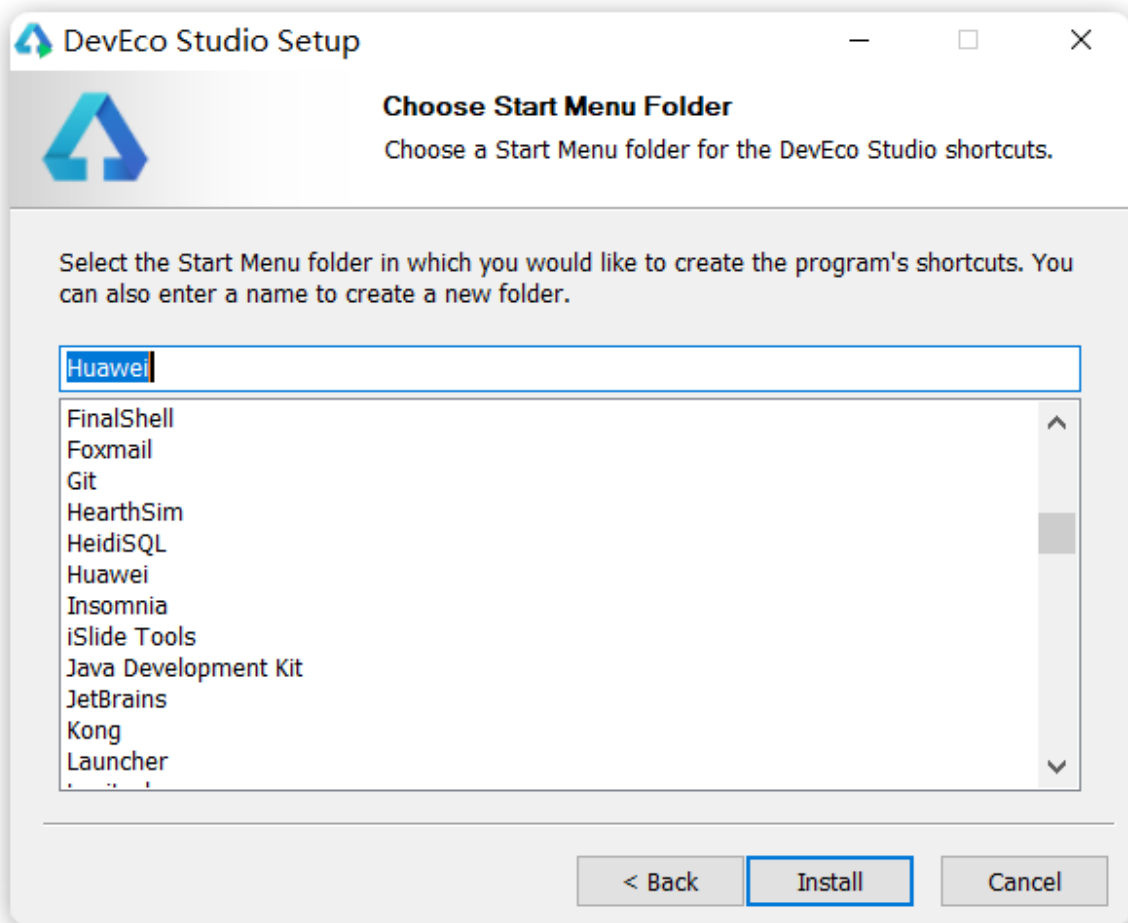 DevEco Studio Setup
Choose Start Menu Folder
Choose a Start Menu folder for the DevEco Studio shortcuts.
Select the Start Menu folder in which you would like to create the program's shortcuts. You
can also enter a name to create a new folder.
Huawei
FinalShell
Foxmail
Git
HearthSim
HeidiSQL
Huawei
Insomnia
iSlide Tools
Java Development Kit
JetBrains
Kong
Launcher
< Back
Install
Cancel